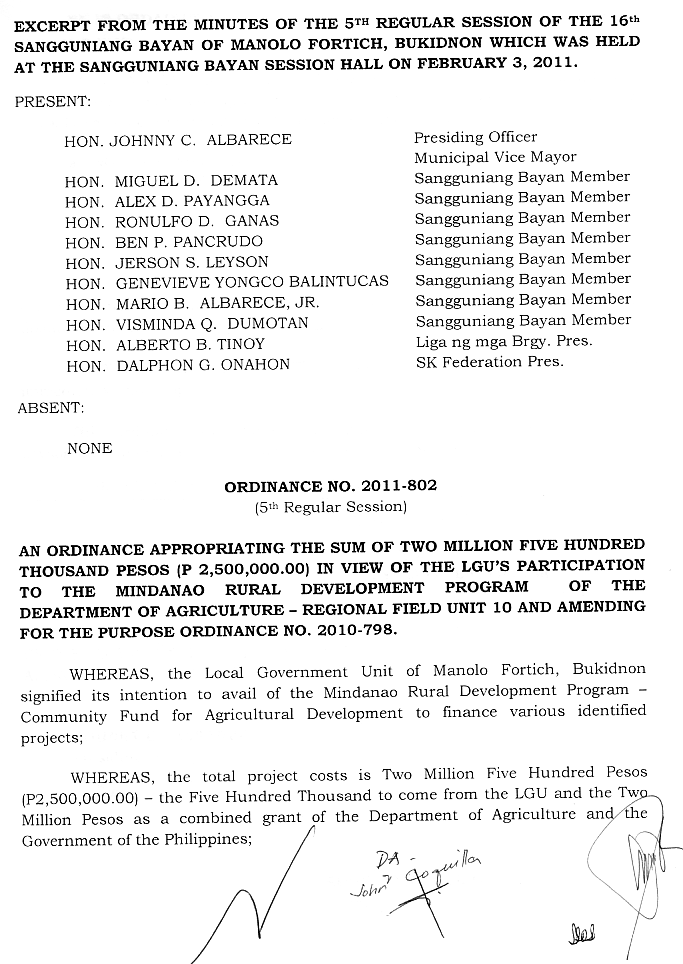 EXCERPT FROM THE MINUTES OF THE 5TH REGULAR SESSION OF THE 16th
SANGGUNIANG BAYAN OF MANOLO FORTICH, BUKIDNON WHICH WAS HELD
AT THE SANGGUNIANG BAYAN SESSION HALL ON FEBRUARY 3, 2011.
PRESENT:
HON. JOHNNY C. ALBARECE Presiding Officer
Municipal Vice Mayor
HON. MIGUEL D. DEMATA Sangguniang Bayan Member
HON. ALEX D. PAYANGGA Sangguniang Bayan Member
HON. RONULFO D. GANAS Sangguniang Bayan Member
HON. BEN P. PANCRUDO Sangguniang Bayan Member
HON. JERSON S. LEYSON Sangguniang Bayan Member
HON. GENEVIEVE YONGCO BALINTUCAS Sangguniang Bayan Member
HON. MARIO B. ALBARECE, JR. Sangguniang Bayan Member
HON. VISMINDA Q. DUMOTAN Sangguniang Bayan Member
HON. ALBERTO B. TINOY Liga ng mga Brgy. Pres.
HON. DALPHON G. ONAHON SK Federation Pres.
ABSENT:
NONE
ORDINANCE NO. 2011-802
(5th Regular Session)
AN ORDINANCE APPROPRIATING THE SUM OF TWO MILLION FIVE HUNDRED
THOUSAND PESOS (P 2,500,000.00) IN VIEW OF THE LGU'S PARTICIPATION
TO THE MINDANAO RURAL DEVELOPMENT PROGRAM OF THE
DEPARTMENT OF AGRICULTURE – REGIONAL FIELD UNIT 10 AND AMENDING
FOR THE PURPOSE ORDINANCE NO. 2010-798.
WHEREAS, the Local Government Unit of Manolo Fortich, Bukidnon
signified its intention to avail of the Mindanao Rural Development Program –
Community Fund for Agricultural Development to finance various identified
projects;
WHEREAS, the total project costs is Two Million Five Hundred Pesos
(P2,500,000.00) – the Five Hundred Thousand to come from the LGU and the Two
Million Pesos as a combined grant of the Department of Agriculture and the
Government of the Philippines;
DA -
John